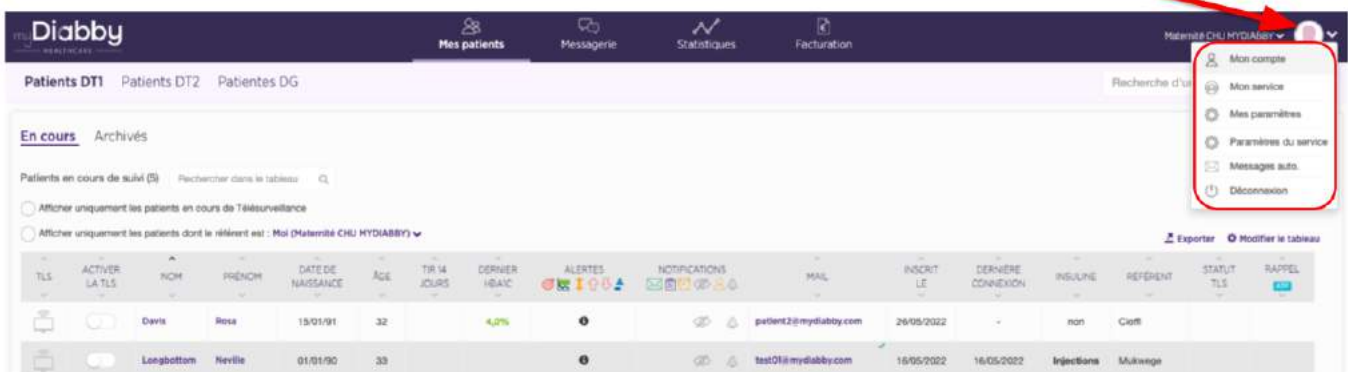 myDiabby
HEALTHCARE
Mes patients
Messagerie
Statistiques
Facturation
Maternité CHU MYDIABBY
Mon compte
Mon service
Mes paramètres
Paramètres du service
Messages auto.
Déconnexion
Patients DT1 Patients DT2 Patientes DG
Recherche d'u
En cours Archivés
Patients en cours de suivi (5) Rechercher dans le tableau
Afficher uniquement les patients en cours de Télésurveillance
Afficher uniquement les patients dont le référent est : Moi (Maternité CHU MYDIABBY)
Exporter Modifier le tableau
TLS ACTIVER LA TLS NOM PRÉNOM DATE DE NAISSANCE ÂGE TIR 14 JOURS DERNIER HBA1C ALERTES NOTIFICATIONS MAIL INSCRIT LE DERNIÈRE CONNEXION INSULINE RÉFÉRENT STATUT TLS RAPPEL
Davis Rosa 15/01/91 32 4,0% patient2@mydiabby.com 26/05/2022 - non Cioffi
Longbottom Neville 01/01/90 33 test01@mydiabby.com 16/05/2022 16/05/2022 Injections Mukwege